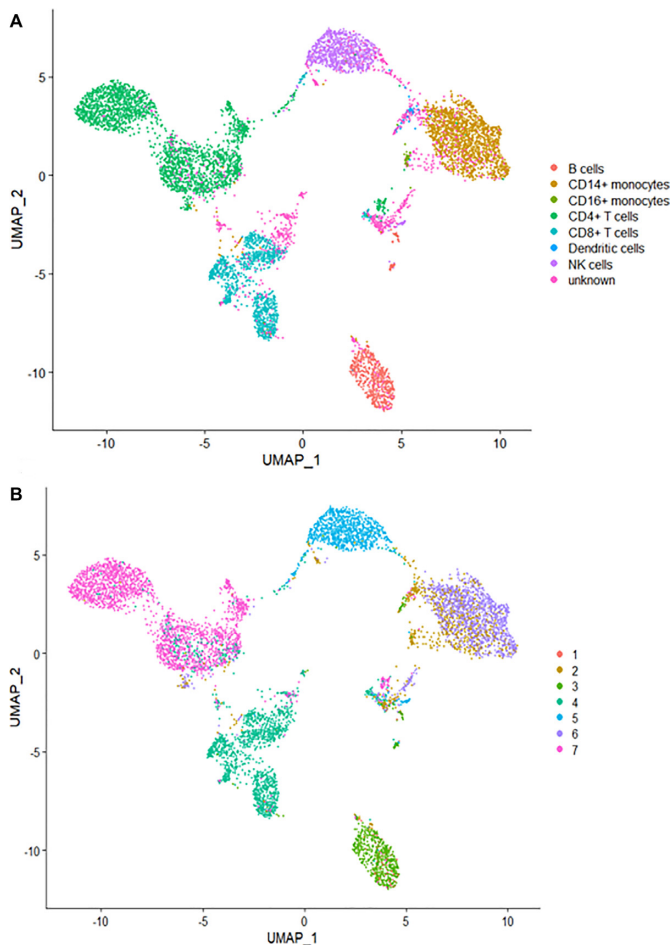 A
5
0
-5
-10
UMAP_2
-10 -5 0 5 10
UMAP_1
B cells
CD14+ monocytes
CD16+ monocytes
CD4+ T cells
CD8+ T cells
Dendritic cells
NK cells
unknown
B
5
0
-5
-10
UMAP_2
-10 -5 0 5 10
UMAP_1
1
2
3
4
5
6
7